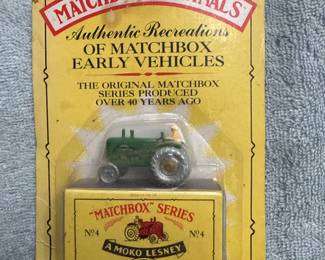 MATCHBOX ORIGINALS
Authentic Recreations
OF MATCHBOX
EARLY VEHICLES
THE ORIGINAL MATCHBOX
SERIES PRODUCED
OVER 40 YEARS AGO
"MATCHBOX" SERIES
Nº4 Nº4
A MOKO LESNEY